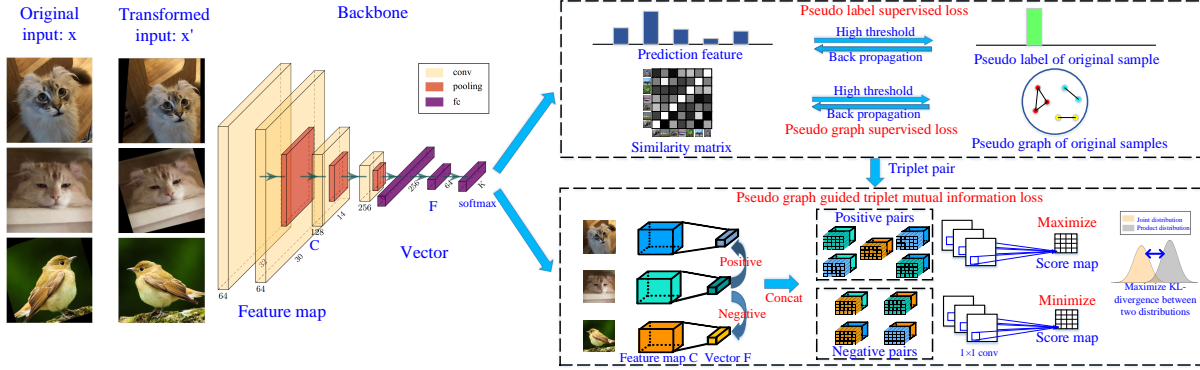 Original
input: x
Transformed
input: x'
Backbone
conv
pooling
fc
64
64
32
30
128
14
256
256
64
K
C
F
softmax
Vector
Feature map
Pseudo label supervised loss
Prediction feature
High threshold
Back propagation
Pseudo label of original sample
High threshold
Back propagation
Pseudo graph supervised loss
Similarity matrix
Pseudo graph of original samples
Triplet pair
Pseudo graph guided triplet mutual information loss
Positive
Negative
Feature map C
Vector F
Concat
Positive pairs
Negative pairs
1×1 conv
Maximize
Score map
Minimize
Score map
Joint distribution
Product distribution
Maximize KL-
divergence between
two distributions